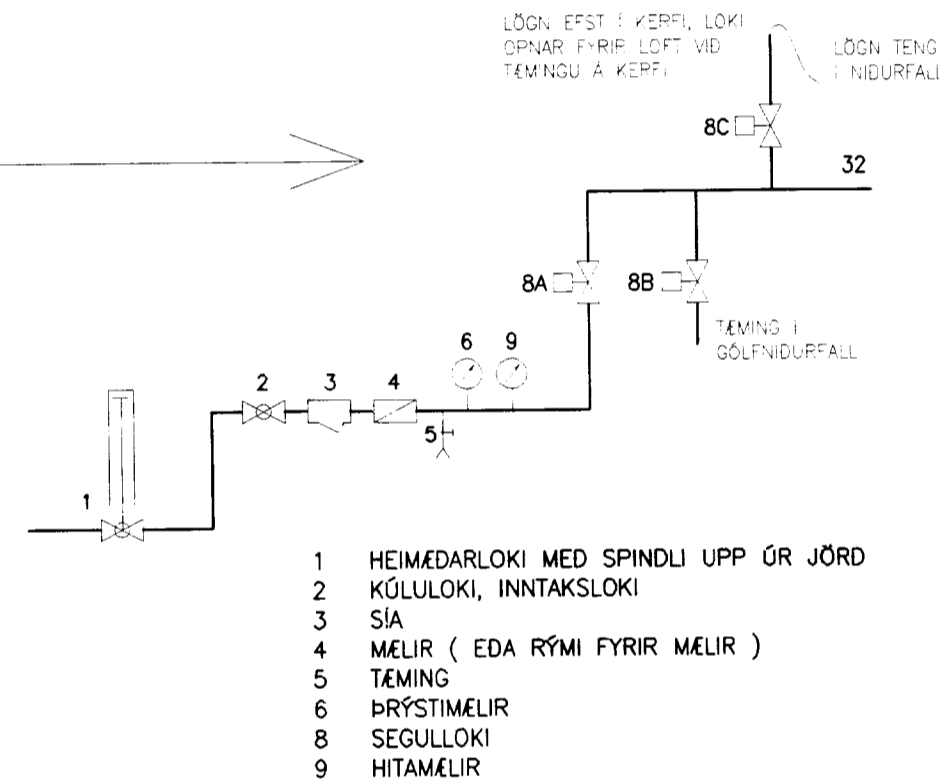 LÖGN EFST Í KERFI, LOKI
OPNAR FYRIR LOFT VID
TÆMINGU Á KERFI
LÖGN TENG
Í NIÐURFALL
8C
32
8A
8B
TÆMING Í
GÓLFNIÐURFALL
6
9
2
3
4
5
1
1 HEIMÆÐARLOKI MEÐ SPINDLI UPP ÚR JÖRÐ
2 KÚLULOKI, INNTAKSLOKI
3 SÍA
4 MÆLIR ( EÐA RÝMI FYRIR MÆLIR )
5 TÆMING
6 ÞRÝSTIMÆLIR
8 SEGULLOKI
9 HITAMÆLIR